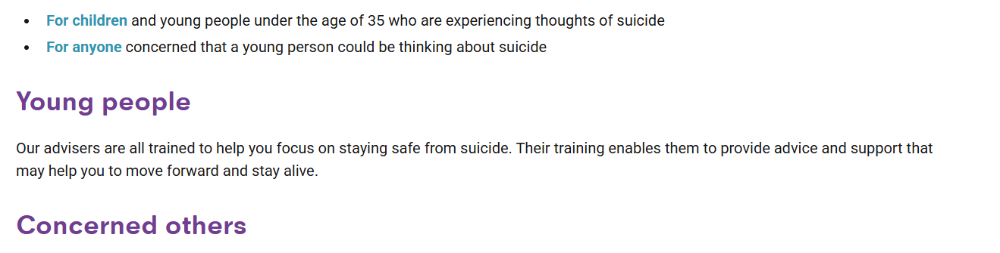 • For children and young people under the age of 35 who are experiencing thoughts of suicide
• For anyone concerned that a young person could be thinking about suicide
Young people
Our advisers are all trained to help you focus on staying safe from suicide. Their training enables them to provide advice and support that
may help you to move forward and stay alive.
Concerned others